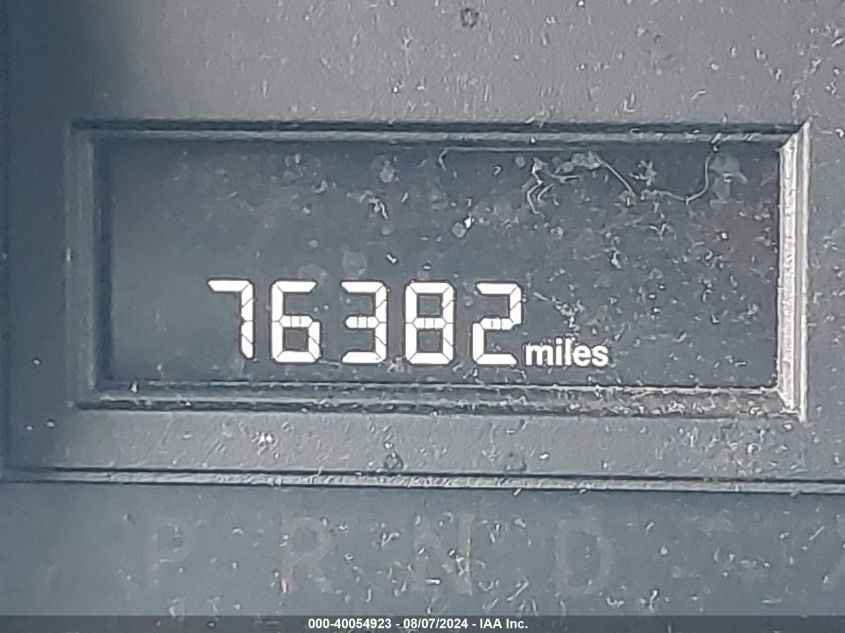 76382 miles
P R N D
000-40054923 - 08/07/2024 - IAA Inc.